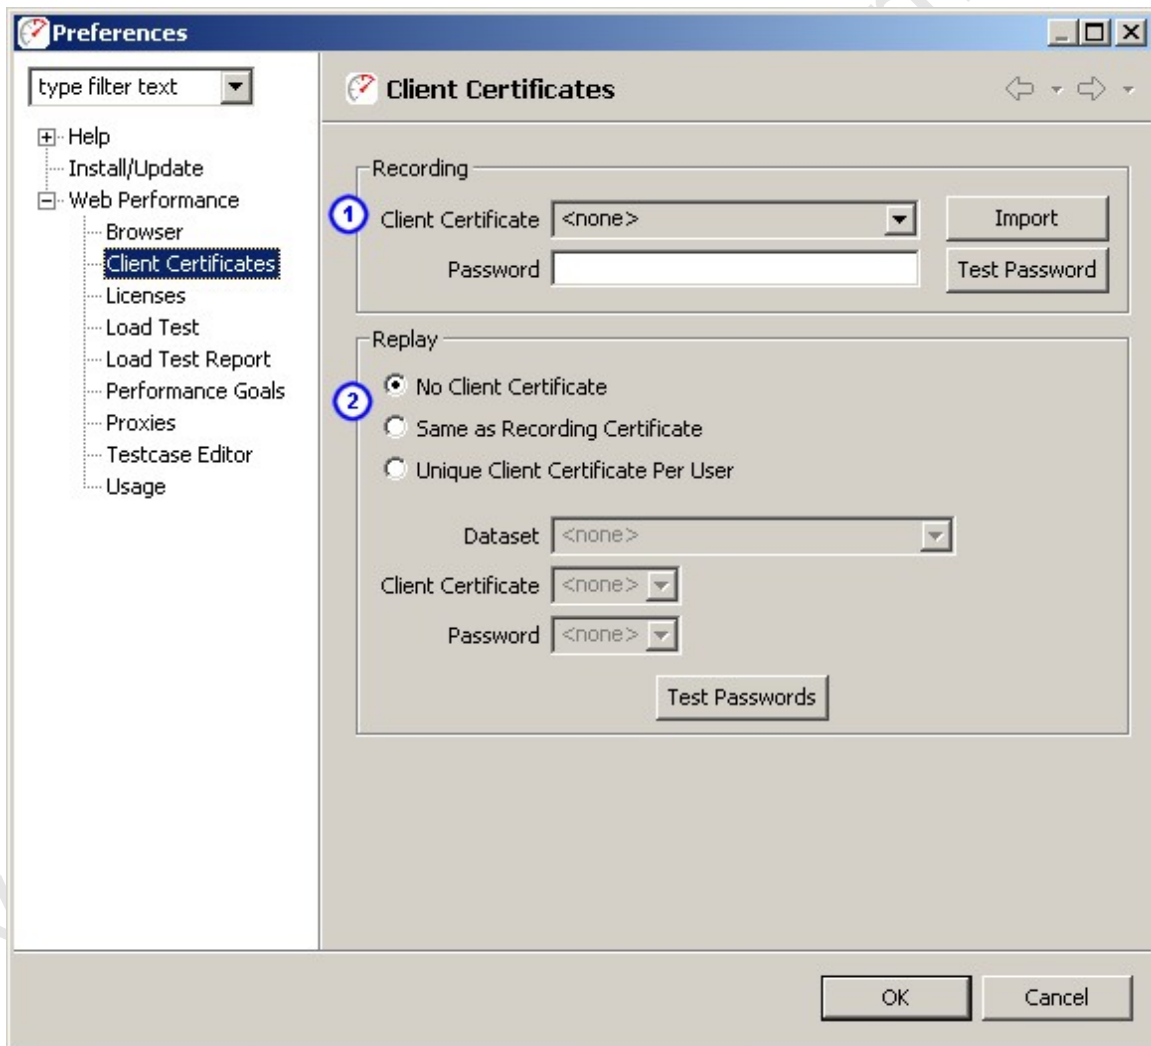 Preferences
type filter text
Client Certificates
Help
Install/Update
Web Performance
Browser
Client Certificates
Licenses
Load Test
Load Test Report
Performance Goals
Proxies
Testcase Editor
Usage
Recording
1
Client Certificate <none> Import
Password Test Password
Replay
2
No Client Certificate
Same as Recording Certificate
Unique Client Certificate Per User
Dataset <none>
Client Certificate <none>
Password <none>
Test Passwords
OK Cancel